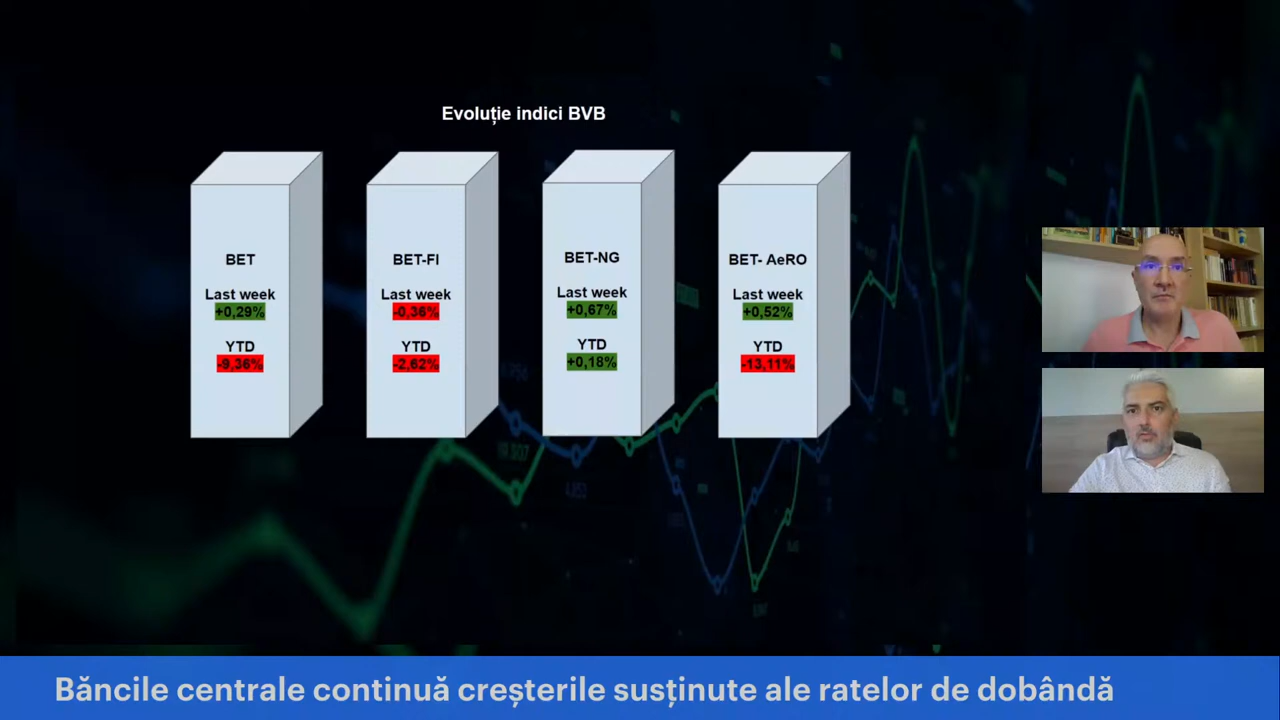 Evoluție indici BVB
BET
Last week
+0,29%
YTD
-9,36%
BET-FI
Last week
-0,36%
YTD
-2,62%
BET-NG
Last week
+0,67%
YTD
+0,18%
BET- AeRO
Last week
+0,52%
YTD
-13,11%
Băncile centrale continuă creșterile susținute ale ratelor de dobândă